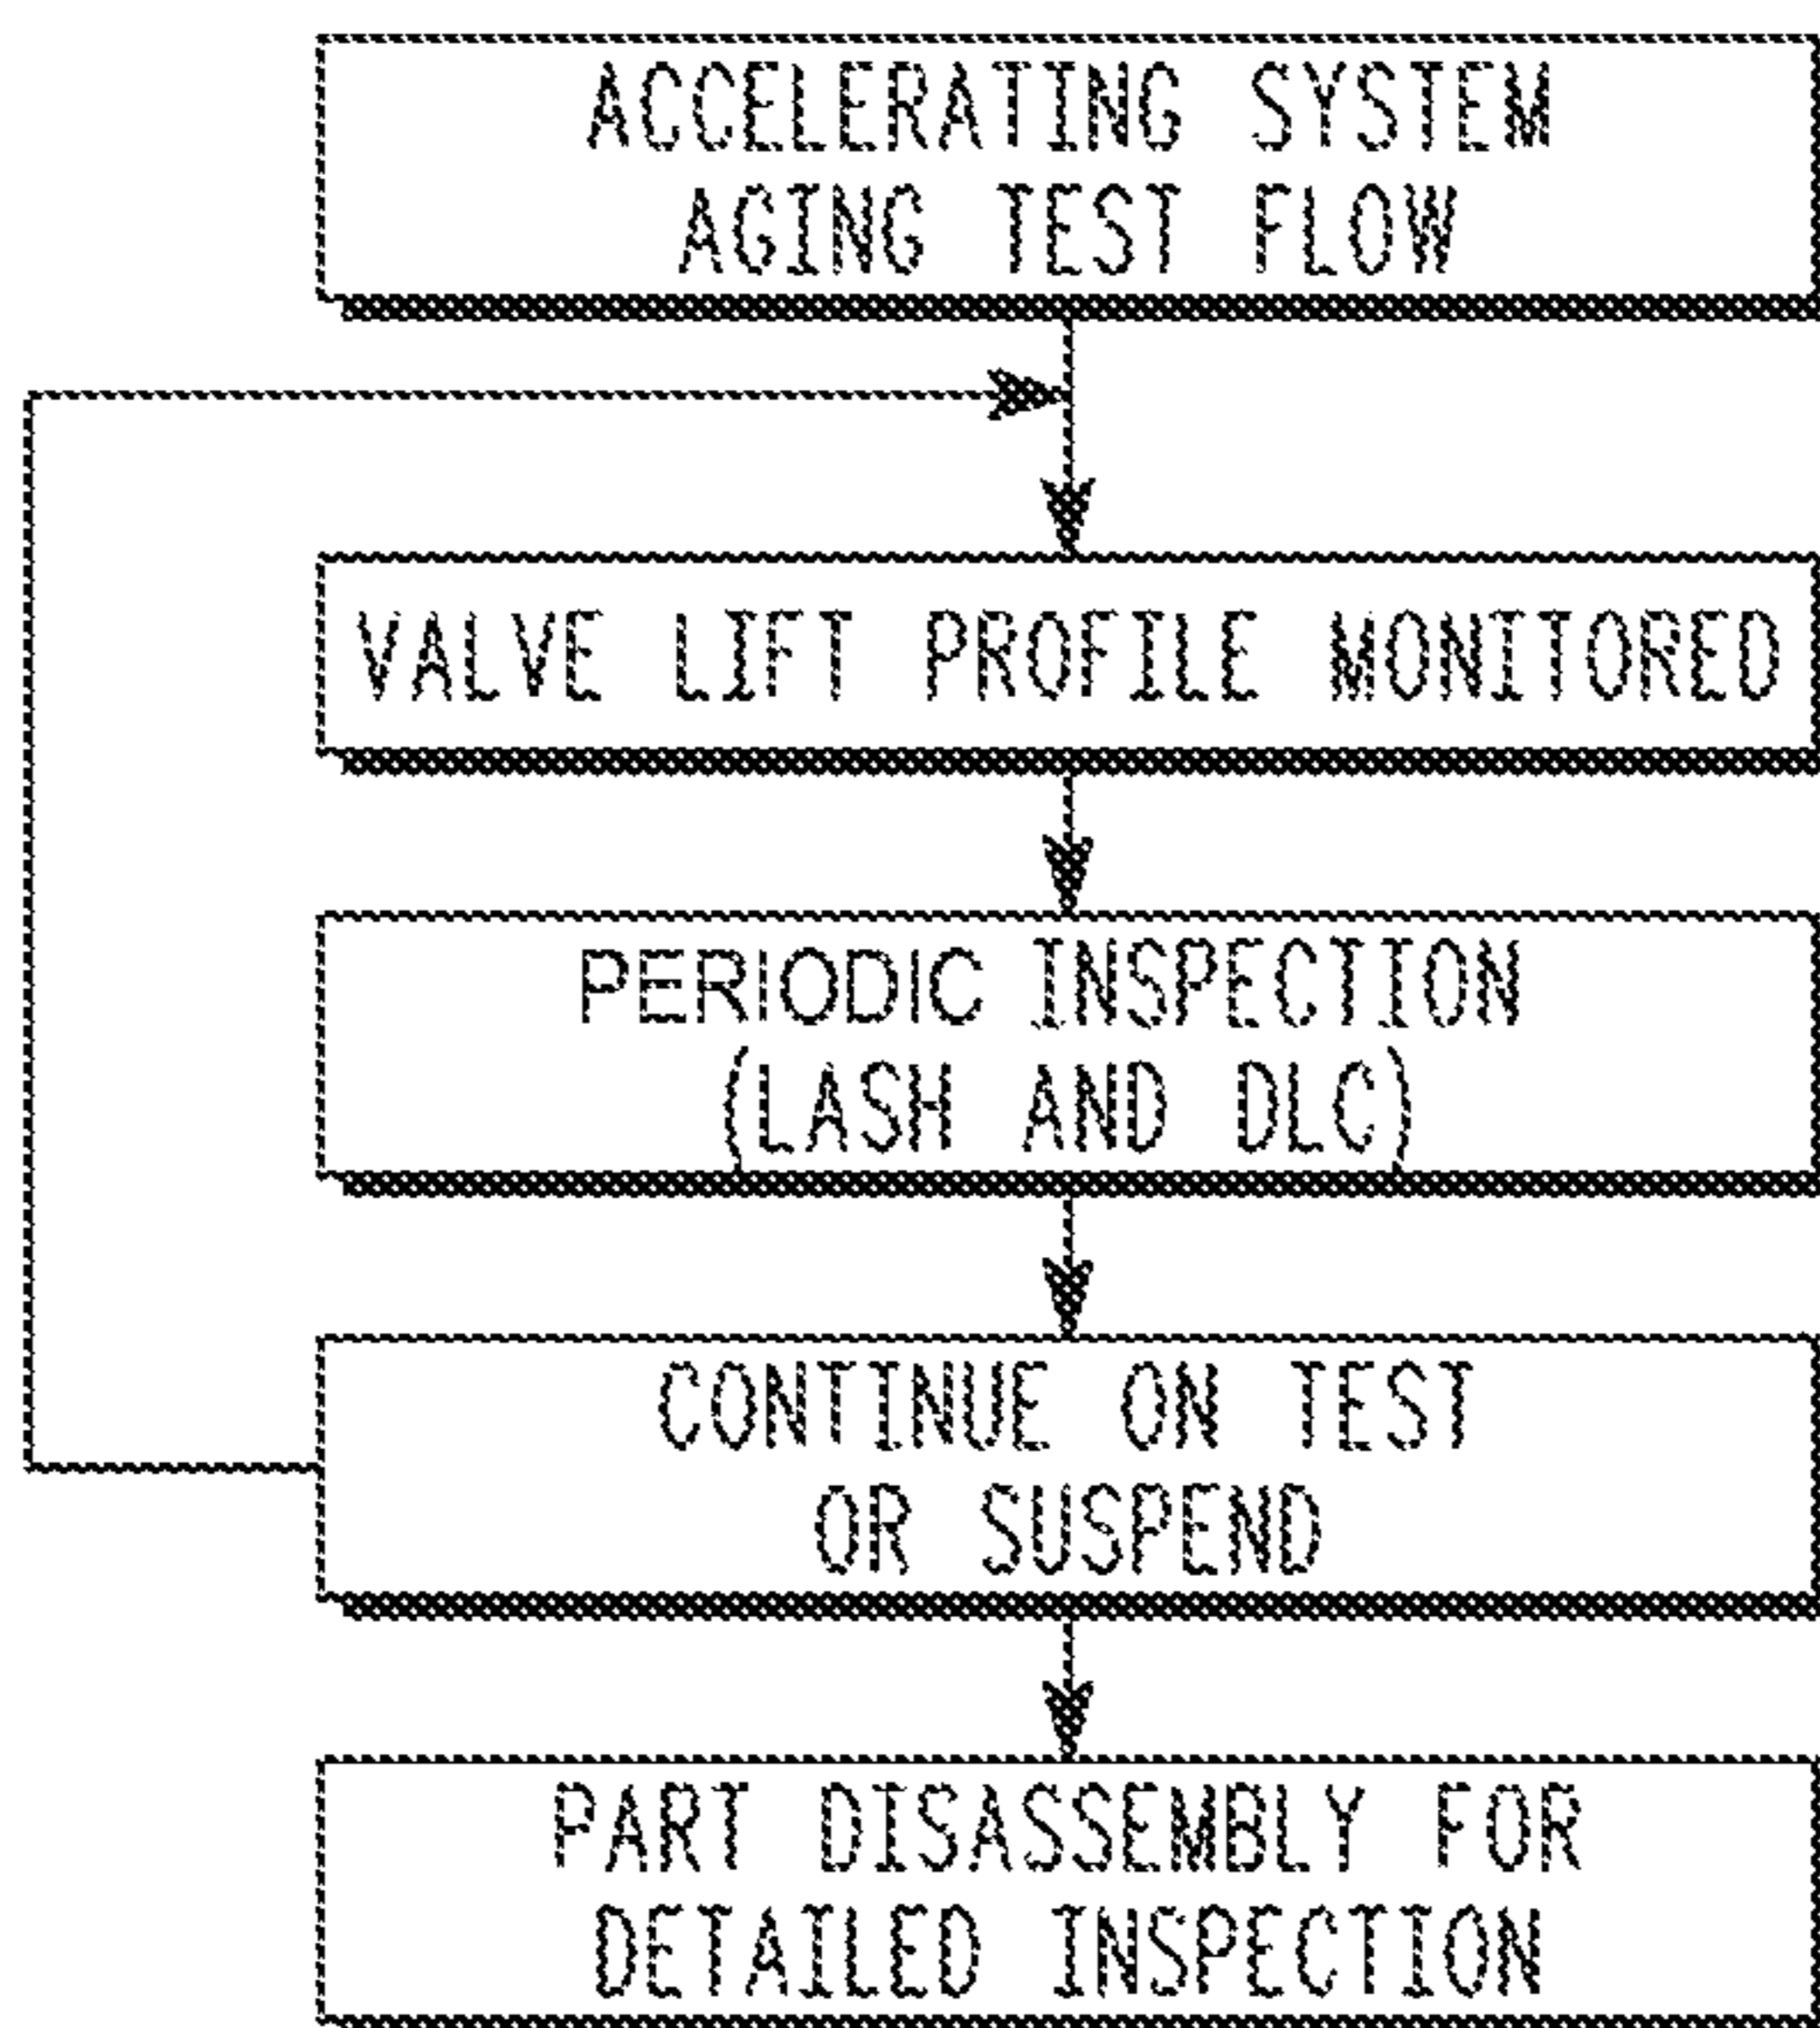 ACCELERATING SYSTEM
AGING TEST FLOW
VALVE LIFT PROFILE MONITORED
PERIODIC INSPECTION
(LASH AND DLC)
CONTINUE ON TEST
OR SUSPEND
PART DISASSEMBLY FOR
DETAILED INSPECTION